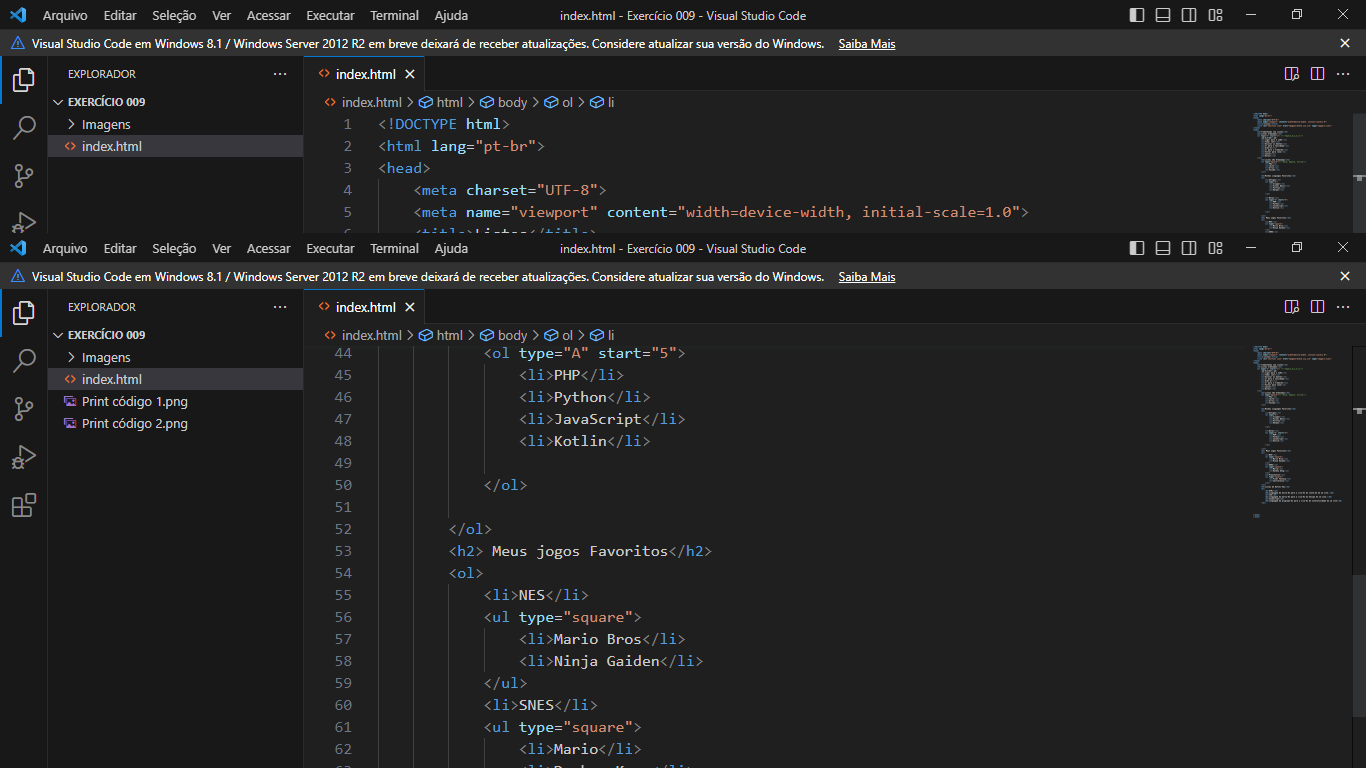 Arquivo Editar Seleção Ver Acessar Executar Terminal Ajuda index.html - Exercício 009 - Visual Studio Code
Visual Studio Code em Windows 8.1 / Windows Server 2012 R2 em breve deixará de receber atualizações. Considere atualizar sua versão do Windows. Saiba Mais
EXPLORADOR
EXERCÍCIO 009
Imagens
index.html
index.html
index.html > html > body > ol > li
1 <!DOCTYPE html>
2 <html lang="pt-br">
3 <head>
4 <meta charset="UTF-8">
5 <meta name="viewport" content="width=device-width, initial-scale=1.0">
6 <title>Listas</title>
Arquivo Editar Seleção Ver Acessar Executar Terminal Ajuda index.html - Exercício 009 - Visual Studio Code
Visual Studio Code em Windows 8.1 / Windows Server 2012 R2 em breve deixará de receber atualizações. Considere atualizar sua versão do Windows. Saiba Mais
EXPLORADOR
EXERCÍCIO 009
Imagens
index.html
Print código 1.png
Print código 2.png
index.html
index.html > html > body > ol > li
44 <ol type="A" start="5">
45 <li>PHP</li>
46 <li>Python</li>
47 <li>JavaScript</li>
48 <li>Kotlin</li>
49
50 </ol>
51
52 </ol>
53 <h2> Meus jogos Favoritos</h2>
54 <ol>
55 <li>NES</li>
56 <ul type="square">
57 <li>Mario Bros</li>
58 <li>Ninja Gaiden</li>
59 </ul>
60 <li>SNES</li>
61 <ul type="square">
62 <li>Mario</li>